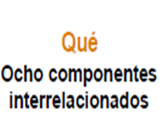 Qué
Ocho componentes
interrelacionados